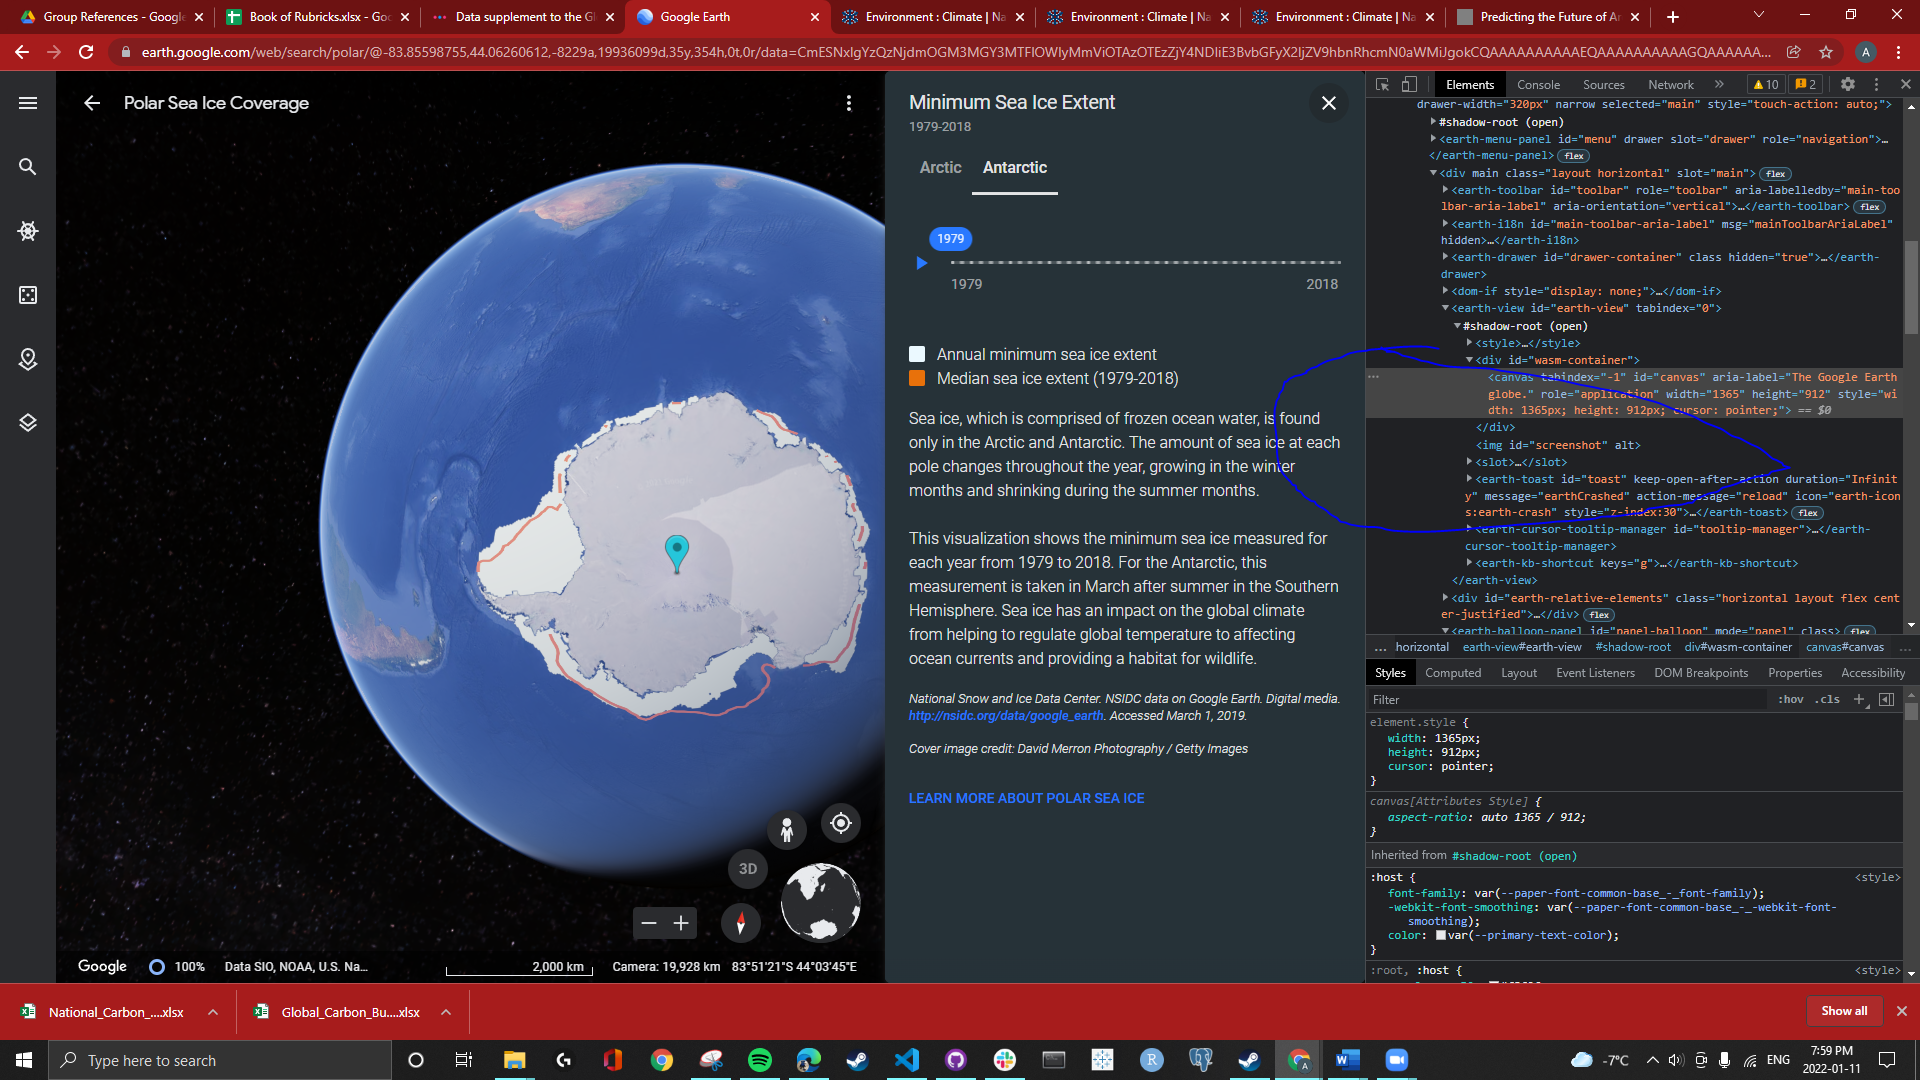 Group References - Google
Book of Rubricks.xlsx - Goo
Data supplement to the Gl
Google Earth
Environment : Climate | Na
Environment : Climate | Na
Environment : Climate | Na
Predicting the Future of Ar
Polar Sea Ice Coverage
Minimum Sea Ice Extent
1979-2018
Arctic
Antarctic
1979
1979
2018
Annual minimum sea ice extent
Median sea ice extent (1979-2018)
Sea ice, which is comprised of frozen ocean water, is found
only in the Arctic and Antarctic. The amount of sea ice at each
pole changes throughout the year, growing in the winter
months and shrinking during the summer months.
This visualization shows the minimum sea ice measured for
each year from 1979 to 2018. For the Antarctic, this
measurement is taken in March after summer in the Southern
Hemisphere. Sea ice has an impact on the global climate
from helping to regulate global temperature to affecting
ocean currents and providing a habitat for wildlife.
National Snow and Ice Data Center. NSIDC data on Google Earth. Digital media.
http://nsidc.org/data/google_earth. Accessed March 1, 2019.
Cover image credit: David Merron Photography / Getty Images
LEARN MORE ABOUT POLAR SEA ICE
3D
Google
100%
Data SIO, NOAA, U.S. Na...
2,000 km
Camera: 19,928 km
83°51'21"S 44°03'45"E
Elements
Console
Sources
Network
10
2
drawer-width="320px" narrow selected="main" style="touch-action: auto;">
#shadow-root (open)
<earth-menu-panel id="menu" drawer slot="drawer" role="navigation">…
</earth-menu-panel> flex
<div main class="layout horizontal" slot="main"> flex
<earth-toolbar id="toolbar" role="toolbar" aria-labelledby="main-too
lbar-aria-label" aria-orientation="vertical">…</earth-toolbar> flex
<earth-i18n id="main-toolbar-aria-label" msg="mainToolbarAriaLabel"
hidden>…</earth-i18n>
<earth-drawer id="drawer-container" class hidden="true">…</earth-
drawer>
<dom-if style="display: none;">…</dom-if>
<earth-view id="earth-view" tabindex="0">
#shadow-root (open)
<style>…</style>
<div id="wasm-container">
<canvas tabindex="-1" id="canvas" aria-label="The Google Earth
globe." role="application" width="1365" height="912" style="wi
dth: 1365px; height: 912px; cursor: pointer;"> == $0
</div>
<img id="screenshot" alt>
<slot>…</slot>
<earth-toast id="toast" keep-open-after-action duration="Infinit
y" message="earthCrashed" action-message="reload" icon="earth-icon
s:earth-crash" style="z-index:30">…</earth-toast> flex
<earth-cursor-tooltip-manager id="tooltip-manager">…</earth-
cursor-tooltip-manager>
<earth-kb-shortcut keys="g">…</earth-kb-shortcut>
</earth-view>
<div id="earth-relative-elements" class="horizontal layout flex cent
er-justified">…</div> flex
<earth-balloon-panel id="panel-balloon" mode="panel" class> flex
... horizontal earth-view#earth-view #shadow-root div#wasm-container canvas#canvas ...
Styles
Computed
Layout
Event Listeners
DOM Breakpoints
Properties
Accessibility
Filter
:hov .cls +
element.style {
width: 1365px;
height: 912px;
cursor: pointer;
}
canvas[Attributes Style] {
aspect-ratio: auto 1365 / 912;
}
Inherited from #shadow-root (open)
:host {
<style>
font-family: var(--paper-font-common-base_-_font-family);
-webkit-font-smoothing: var(--paper-font-common-base_-_-webkit-font-
smoothing);
color: var(--primary-text-color);
}
:root, :host {
<style>
National_Carbon_....xlsx
Global_Carbon_Bu....xlsx
Show all
Type here to search
-7°C
ENG
7:59 PM
2022-01-11